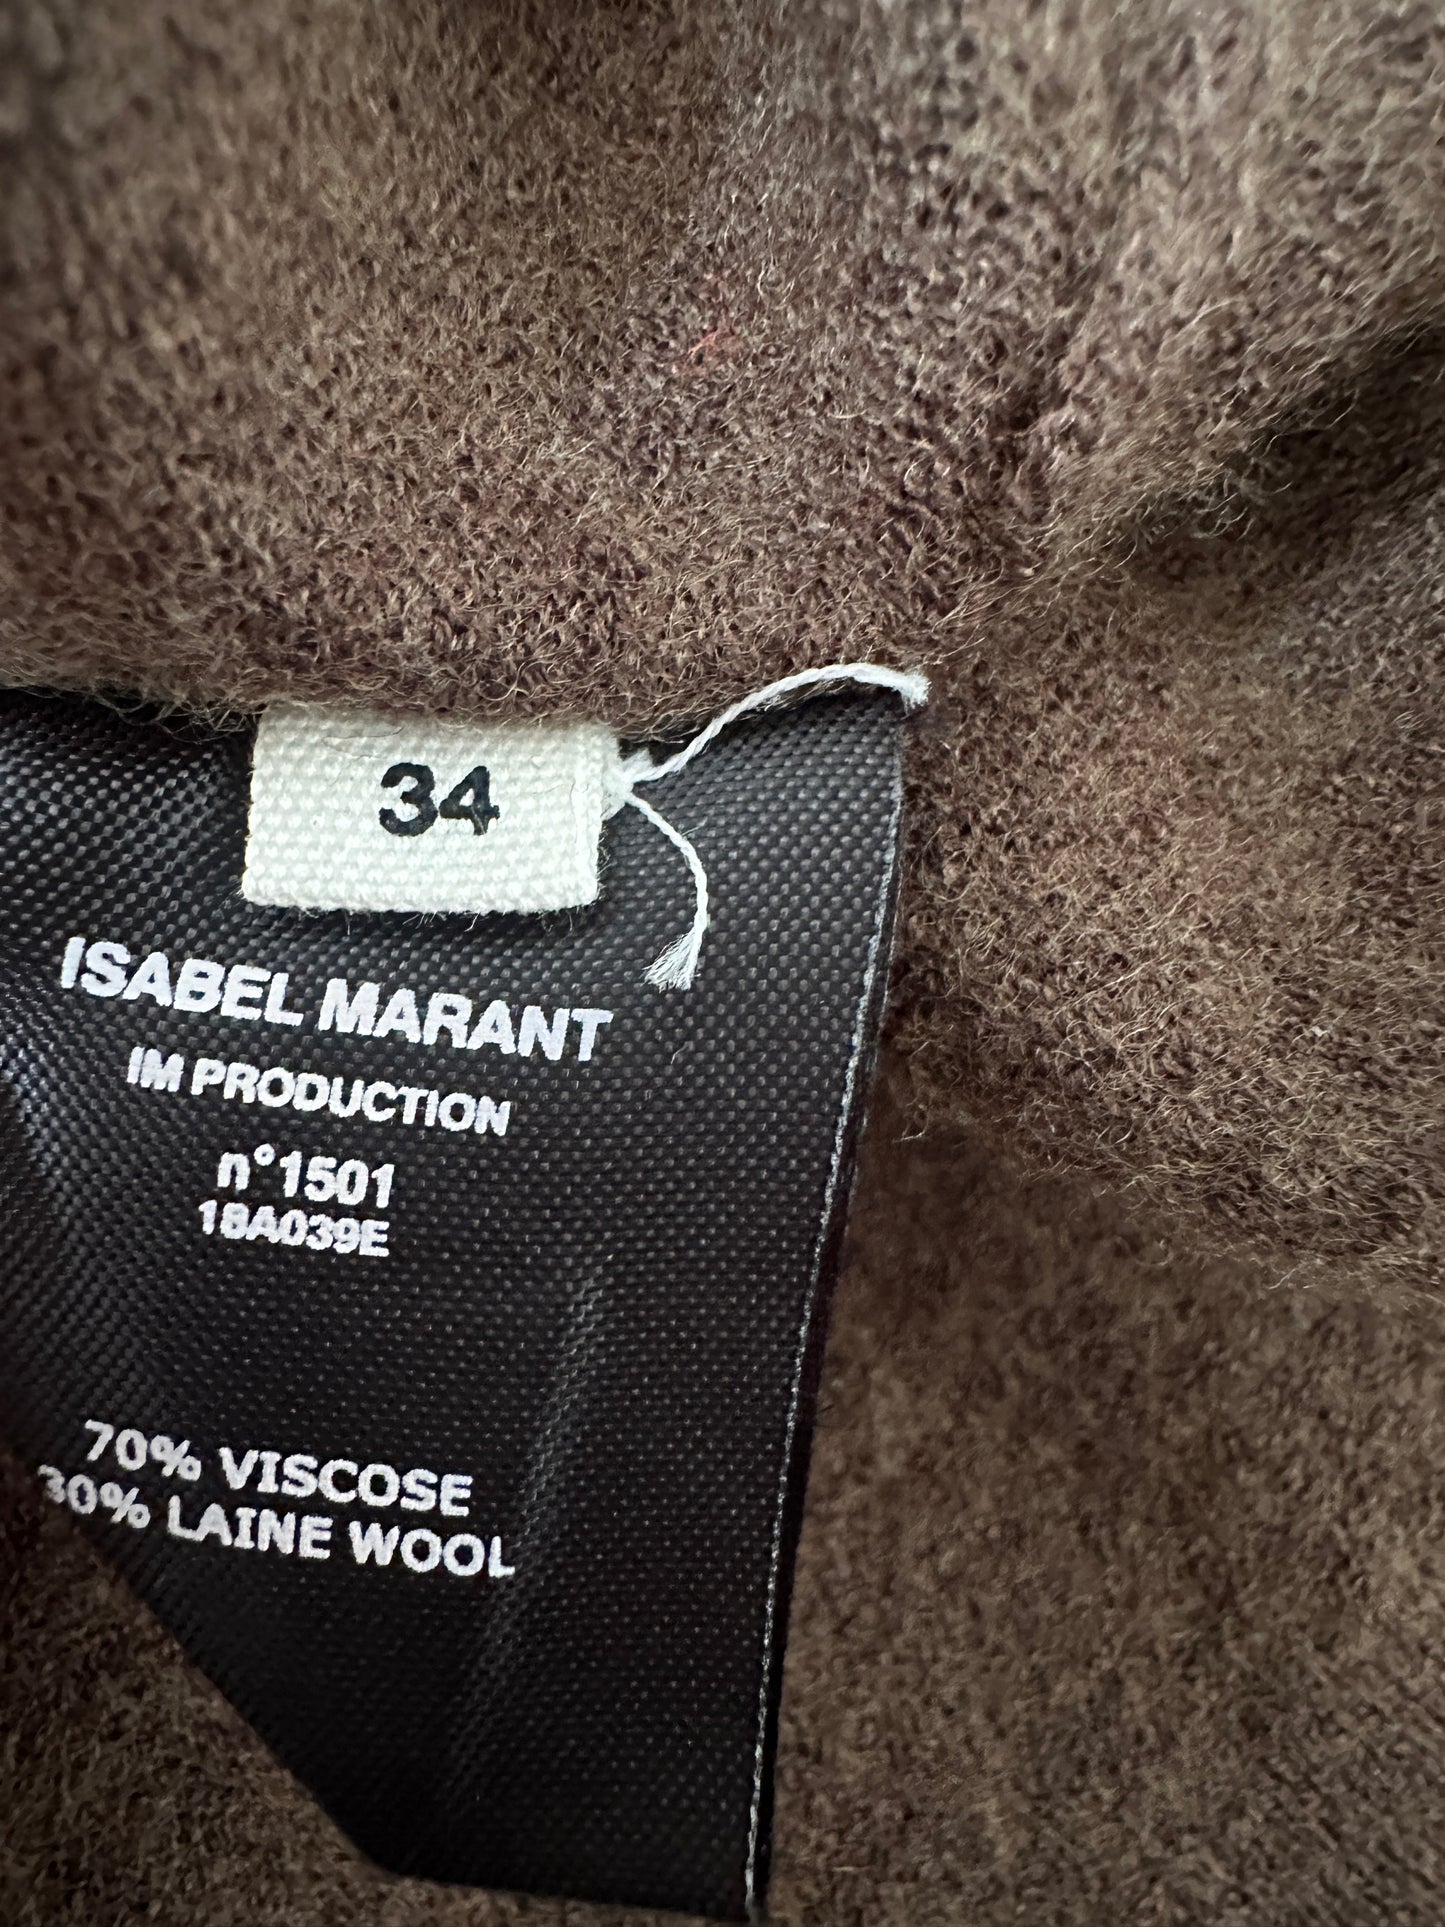 34
ISABEL MARANT
IM PRODUCTION
n°1501
18A039E
70% VISCOSE
30% LAINE WOOL